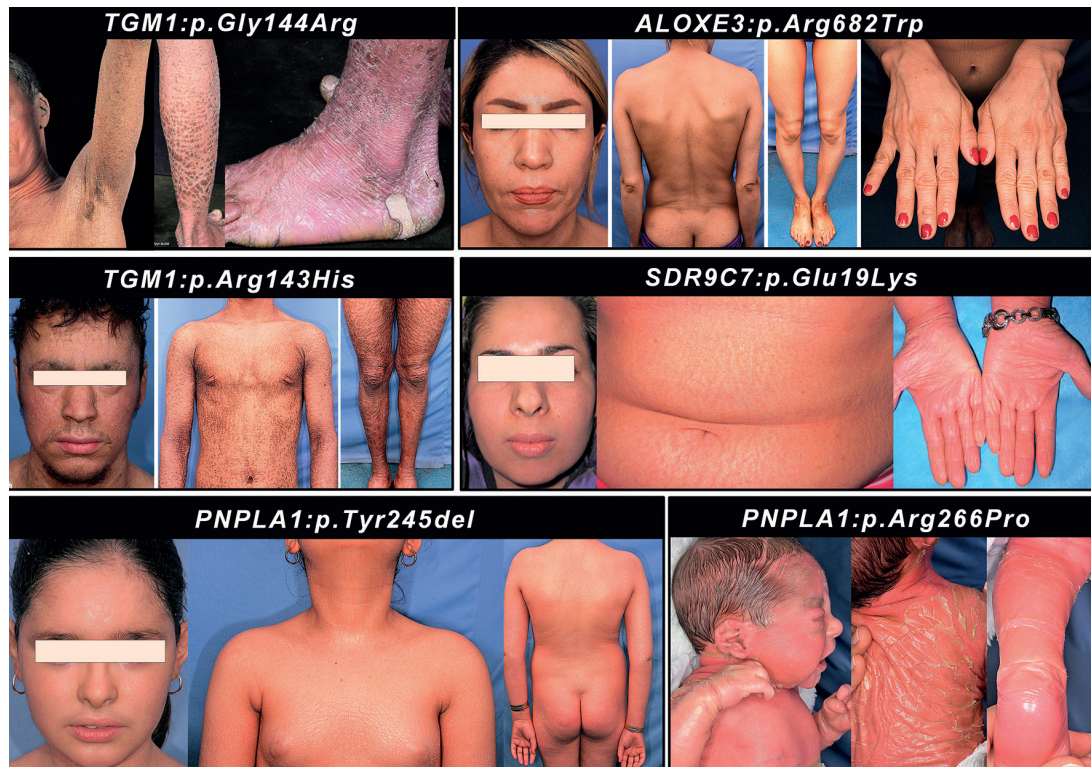 TGM1:p.Gly144Arg
ALOXE3:p.Arg682Trp
TGM1:p.Arg143His
SDR9C7:p.Glu19Lys
PNPLA1:p.Tyr245del
PNPLA1:p.Arg266Pro